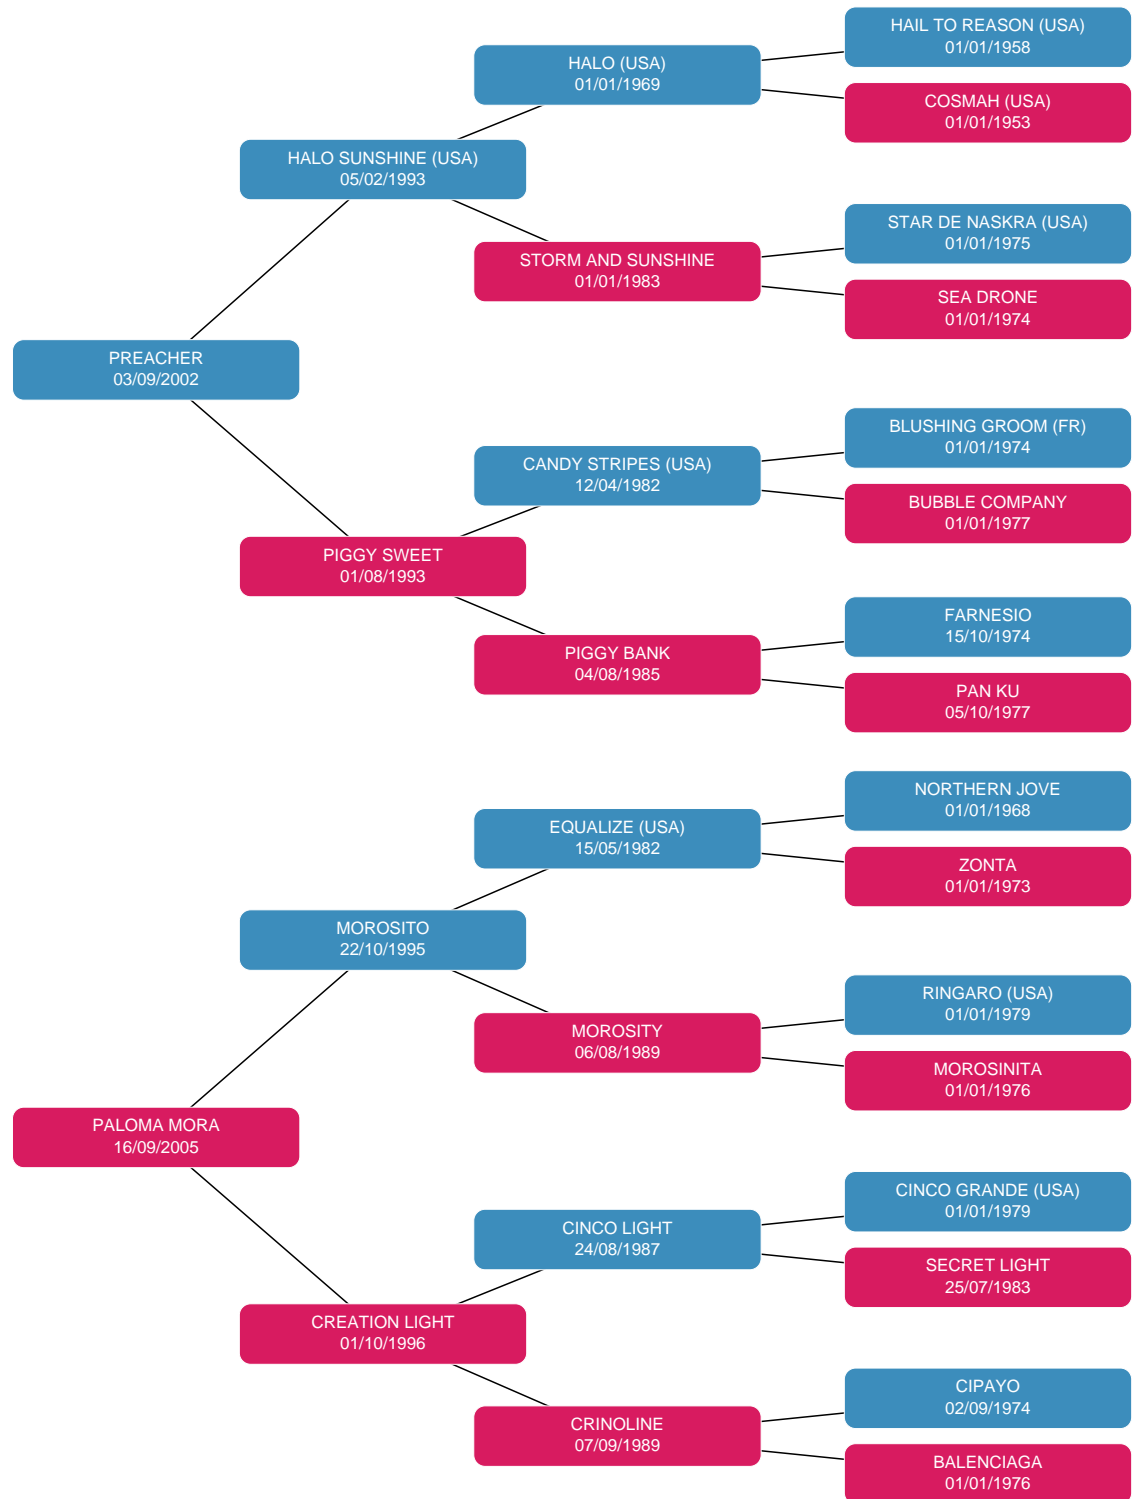 HAIL TO REASON (USA)
01/01/1958
HALO (USA)
01/01/1969
COSMAH (USA)
01/01/1953
HALO SUNSHINE (USA)
05/02/1993
STAR DE NASKRA (USA)
01/01/1975
STORM AND SUNSHINE
01/01/1983
SEA DRONE
01/01/1974
PREACHER
03/09/2002
BLUSHING GROOM (FR)
01/01/1974
CANDY STRIPES (USA)
12/04/1982
BUBBLE COMPANY
01/01/1977
PIGGY SWEET
01/08/1993
FARNESIO
15/10/1974
PIGGY BANK
04/08/1985
PAN KU
05/10/1977
NORTHERN JOVE
01/01/1968
EQUALIZE (USA)
15/05/1982
ZONTA
01/01/1973
MOROSITO
22/10/1995
RINGARO (USA)
01/01/1979
MOROSITY
06/08/1989
MOROSINITA
01/01/1976
PALOMA MORA
16/09/2005
CINCO GRANDE (USA)
01/01/1979
CINCO LIGHT
24/08/1987
SECRET LIGHT
25/07/1983
CREATION LIGHT
01/10/1996
CIPAYO
02/09/1974
CRINOLINE
07/09/1989
BALENCIAGA
01/01/1976